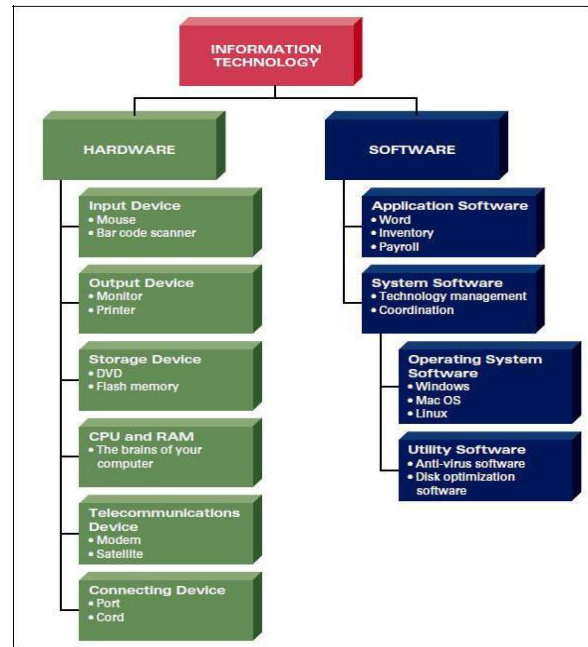 INFORMATION
TECHNOLOGY
HARDWARE
Input Device
• Mouse
• Bar code scanner
Output Device
• Monitor
• Printer
Storage Device
• DVD
• Flash memory
CPU and RAM
• The brains of your
computer
Telecommunications
Device
• Modem
• Satellite
Connecting Device
• Port
• Cord
SOFTWARE
Application Software
• Word
• Inventory
• Payroll
System Software
• Technology management
• Coordination
Operating System
Software
• Windows
• Mac OS
• Linux
Utility Software
• Anti-virus software
• Disk optimization
software